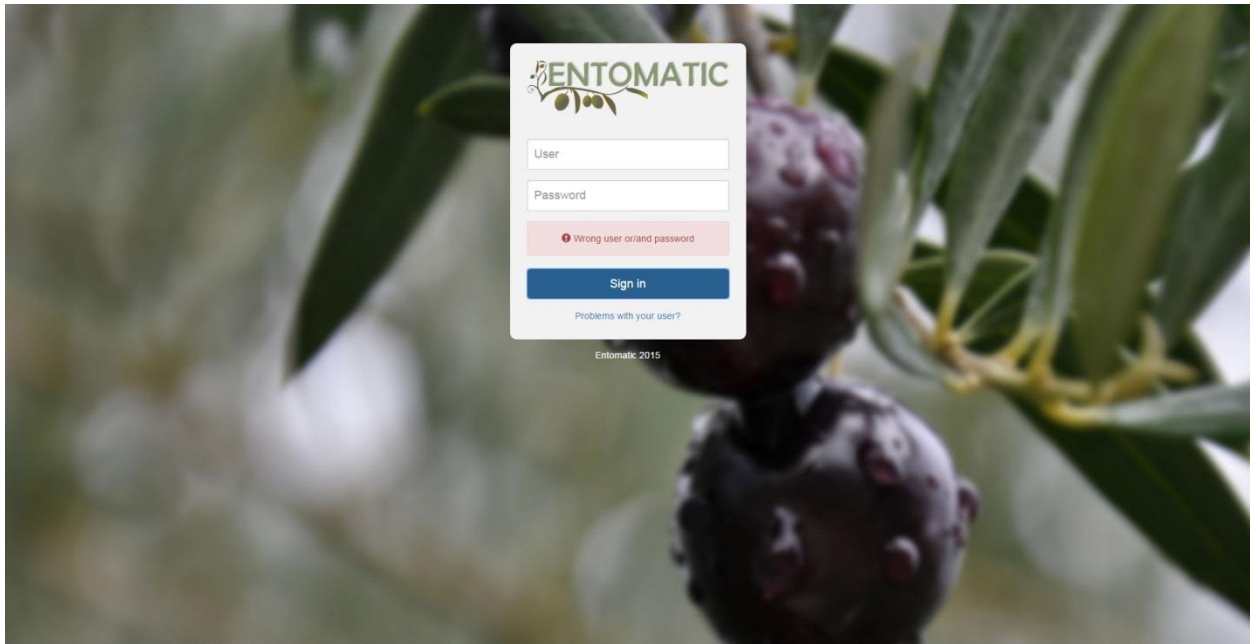 ENTOMATIC
User
Password
Wrong user or/and password
Sign in
Problems with your user?
Entomatic 2015